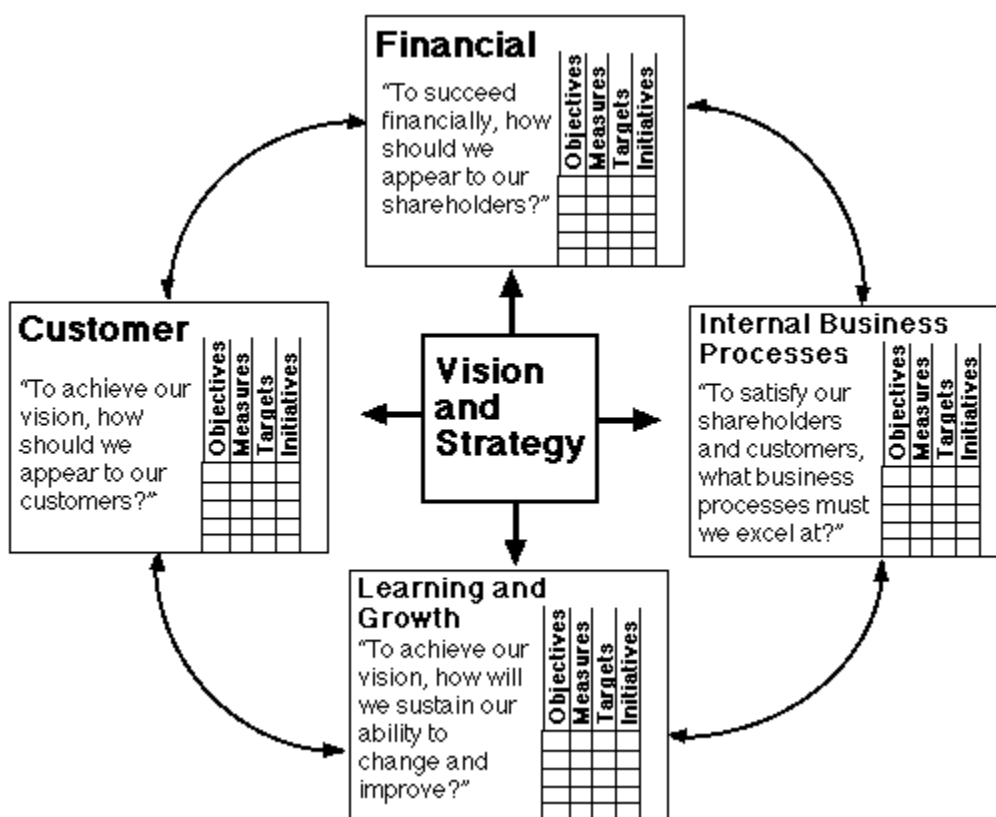 Financial
“To succeed
financially, how
should we
appear to our
shareholders?”
Objectives
Measures
Targets
Initiatives
Customer
“To achieve our
vision, how
should we
appear to our
customers?”
Objectives
Measures
Targets
Initiatives
Vision
and
Strategy
Internal Business
Processes
“To satisfy our
shareholders
and customers,
what business
processes must
we excel at?”
Objectives
Measures
Targets
Initiatives
Learning and
Growth
“To achieve our
vision, how will
we sustain our
ability to
change and
improve?”
Objectives
Measures
Targets
Initiatives